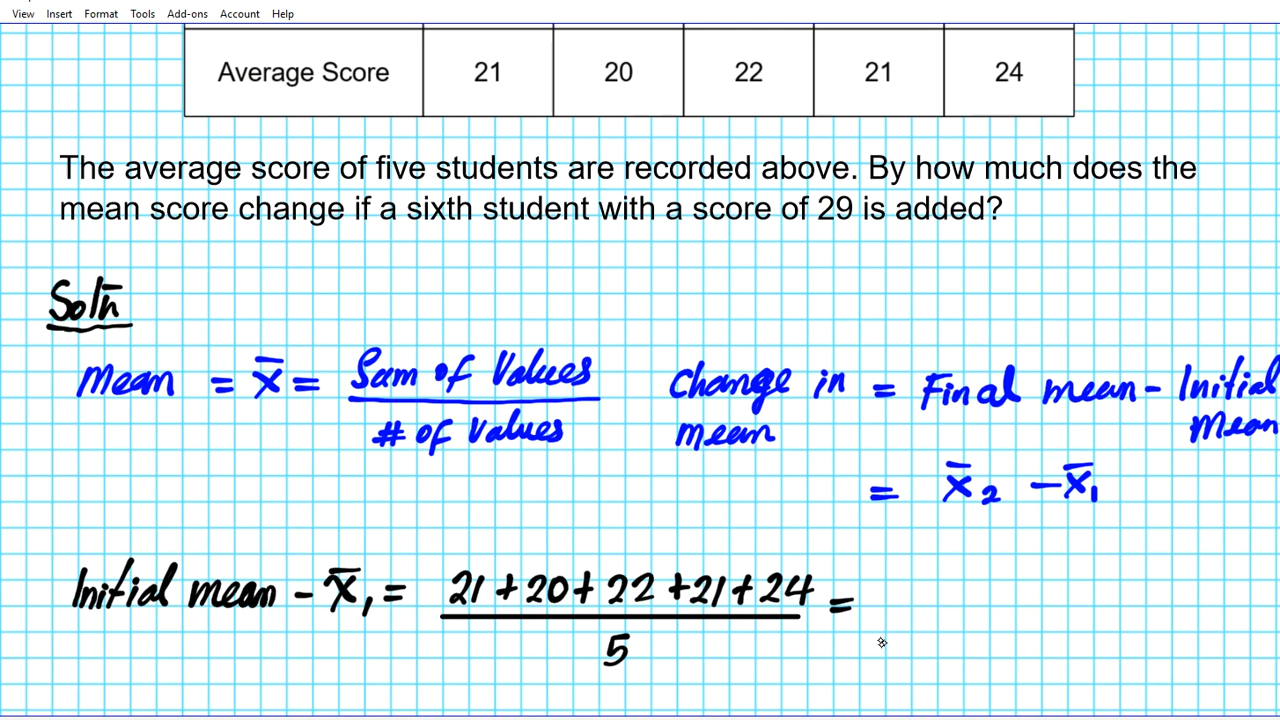 View Insert Format Tools Add-ons Account Help
Average Score 21 20 22 21 24
The average score of five students are recorded above. By how much does the
mean score change if a sixth student with a score of 29 is added?
Soln
Mean = x̄ = Sum of Values / # of Values
Change in mean = Final mean - Initial Mean
= x̄₂ - x̄₁
Initial mean - x̄₁ = 21 + 20 + 22 + 21 + 24 / 5 =